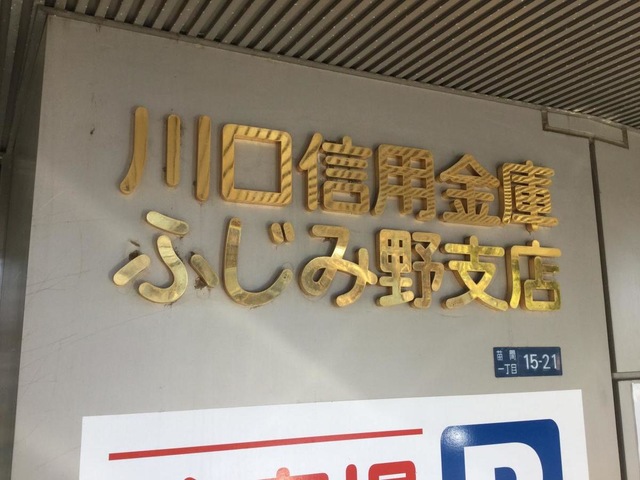 川口信用金庫
ふじみ野支店
苗間
一丁目 15-21
P